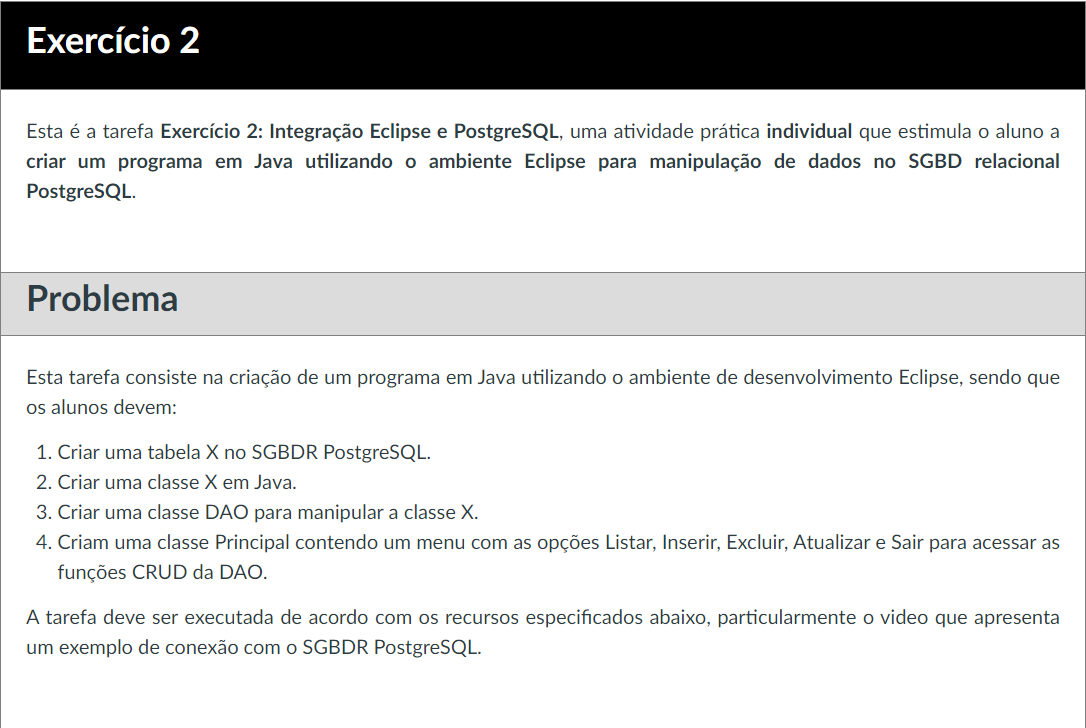 Exercício 2
Esta é a tarefa Exercício 2: Integração Eclipse e PostgreSQL, uma atividade prática individual que estimula o aluno a
criar um programa em Java utilizando o ambiente Eclipse para manipulação de dados no SGBD relacional
PostgreSQL.
Problema
Esta tarefa consiste na criação de um programa em Java utilizando o ambiente de desenvolvimento Eclipse, sendo que
os alunos devem:
1. Criar uma tabela X no SGBDR PostgreSQL.
2. Criar uma classe X em Java.
3. Criar uma classe DAO para manipular a classe X.
4. Criam uma classe Principal contendo um menu com as opções Listar, Inserir, Excluir, Atualizar e Sair para acessar as
funções CRUD da DAO.
A tarefa deve ser executada de acordo com os recursos especificados abaixo, particularmente o video que apresenta
um exemplo de conexão com o SGBDR PostgreSQL.